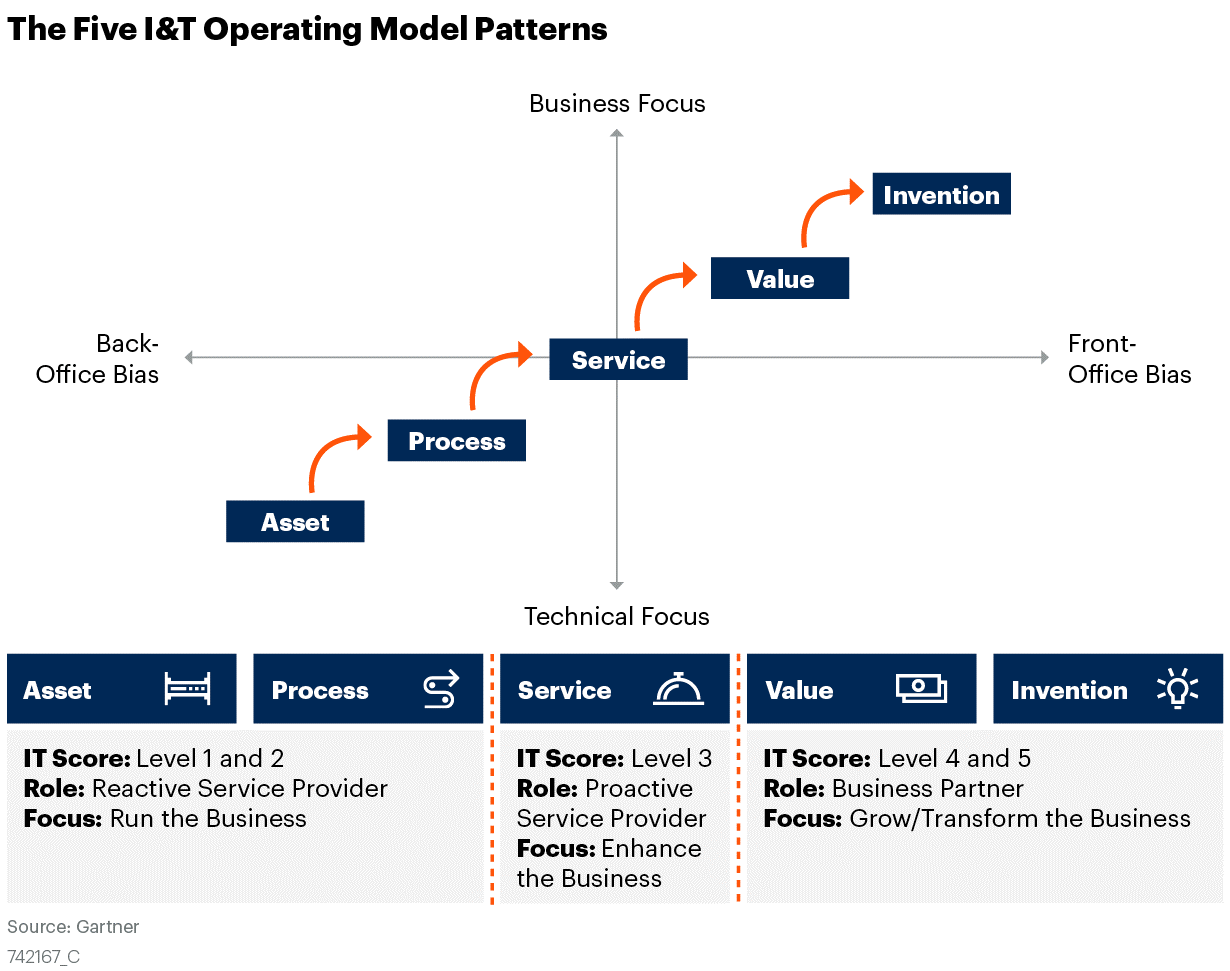 The Five I&T Operating Model Patterns
Business Focus
Invention
Value
Back-
Office Bias
Service
Front-
Office Bias
Process
Asset
Technical Focus
Asset
Process
Service
Value
Invention
IT Score: Level 1 and 2
Role: Reactive Service Provider
Focus: Run the Business
IT Score: Level 3
Role: Proactive
Service Provider
Focus: Enhance
the Business
IT Score: Level 4 and 5
Role: Business Partner
Focus: Grow/Transform the Business
Source: Gartner
742167_C